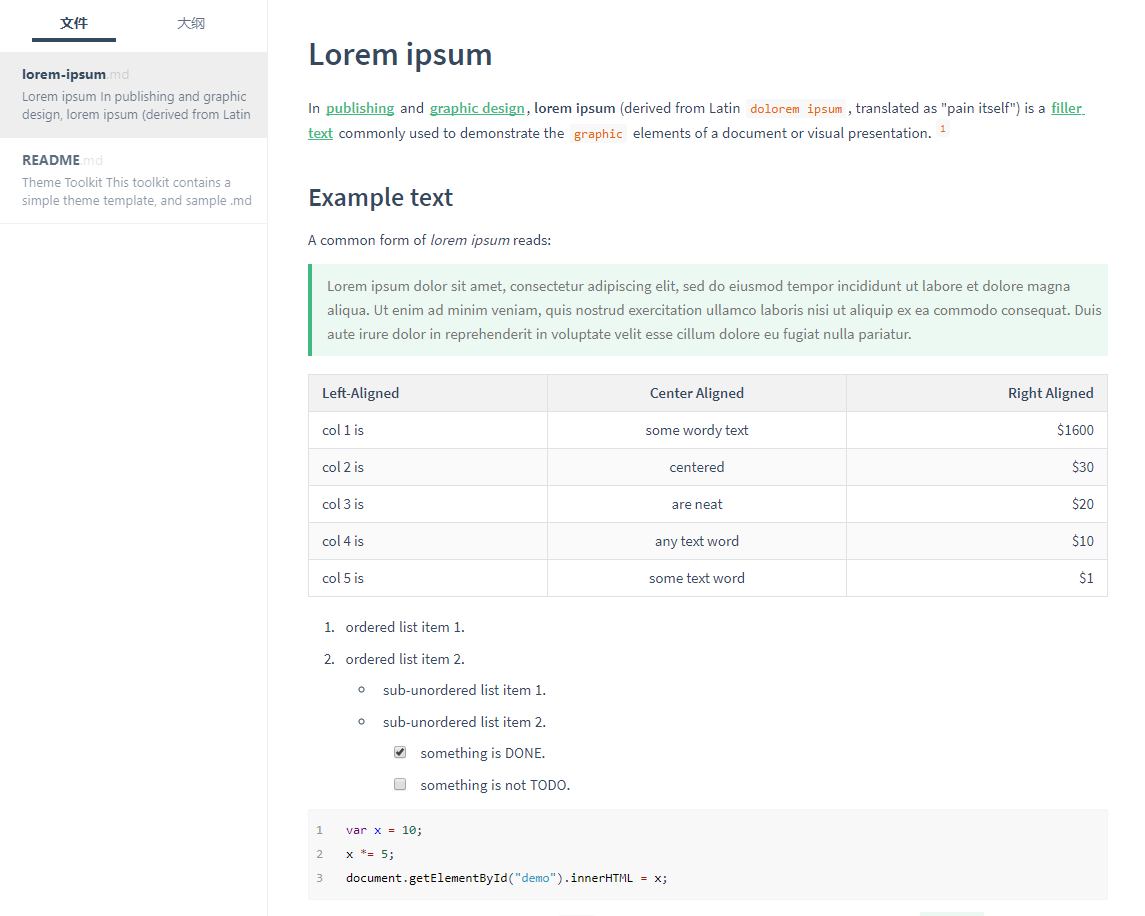 文件 大纲
lorem-ipsum.md
Lorem ipsum In publishing and graphic
design, lorem ipsum (derived from Latin
README.md
Theme Toolkit This toolkit contains a
simple theme template, and sample .md
Lorem ipsum
In publishing and graphic design, lorem ipsum (derived from Latin dolorem ipsum , translated as "pain itself") is a filler
text commonly used to demonstrate the graphic elements of a document or visual presentation. 1
Example text
A common form of lorem ipsum reads:
Lorem ipsum dolor sit amet, consectetur adipiscing elit, sed do eiusmod tempor incididunt ut labore et dolore magna
aliqua. Ut enim ad minim veniam, quis nostrud exercitation ullamco laboris nisi ut aliquip ex ea commodo consequat. Duis
aute irure dolor in reprehenderit in voluptate velit esse cillum dolore eu fugiat nulla pariatur.
Left-Aligned Center Aligned Right Aligned
col 1 is some wordy text $1600
col 2 is centered $30
col 3 is are neat $20
col 4 is any text word $10
col 5 is some text word $1
1. ordered list item 1.
2. ordered list item 2.
sub-unordered list item 1.
sub-unordered list item 2.
something is DONE.
something is not TODO.
1 var x = 10;
2 x *= 5;
3 document.getElementById("demo").innerHTML = x;